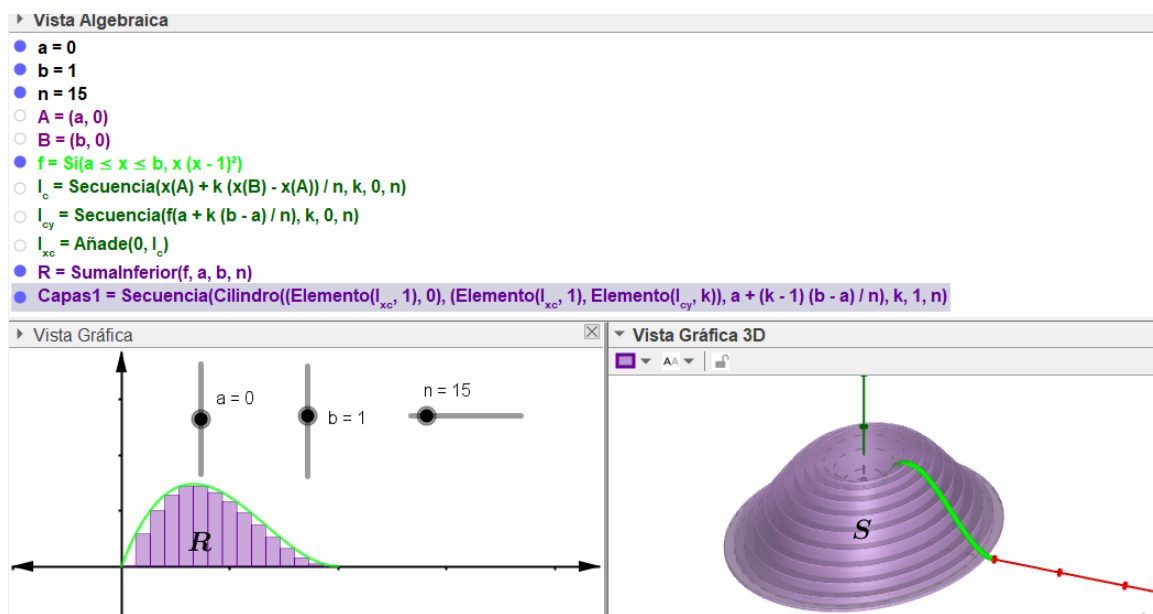 Vista Algebraica
a = 0
b = 1
n = 15
A = (a, 0)
B = (b, 0)
f = Si(a ≤ x ≤ b, x (x - 1)²)
l_c = Secuencia(x(A) + k (x(B) - x(A)) / n, k, 0, n)
l_cy = Secuencia(f(a + k (b - a) / n), k, 0, n)
l_xc = Añade(0, l_c)
R = SumaInferior(f, a, b, n)
Capas1 = Secuencia(Cilindro((Elemento(l_xc, 1), 0), (Elemento(l_xc, 1), Elemento(l_cy, k)), a + (k - 1) (b - a) / n), k, 1, n)
Vista Gráfica
a = 0
b = 1
n = 15
R
Vista Gráfica 3D
AA
S